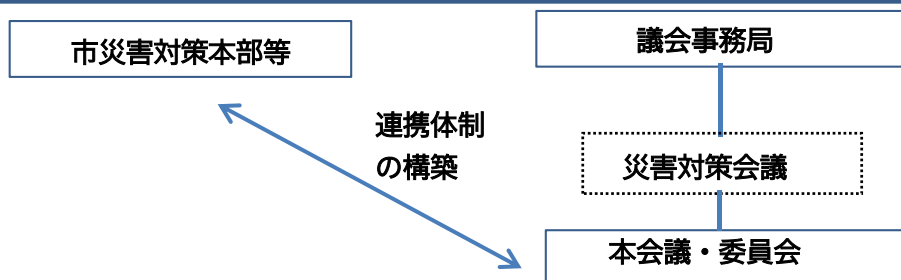 市災害対策本部等
議会事務局
連携体制
の構築
災害対策会議
本会議・委員会